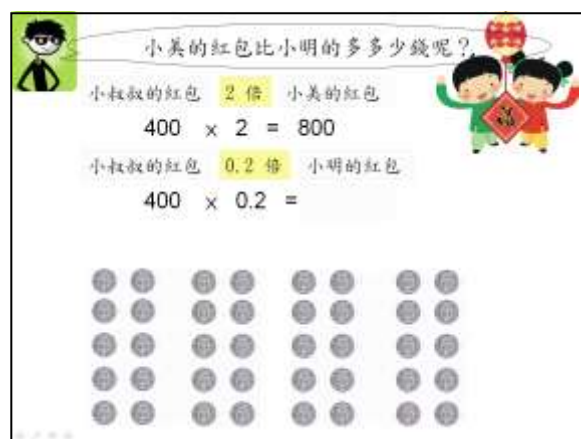 小美的紅包比小明的多多少錢呢？
小叔叔的紅包 2 倍 小美的紅包
400 × 2 = 800
小叔叔的紅包 0.2 倍 小明的紅包
400 × 0.2 =
福